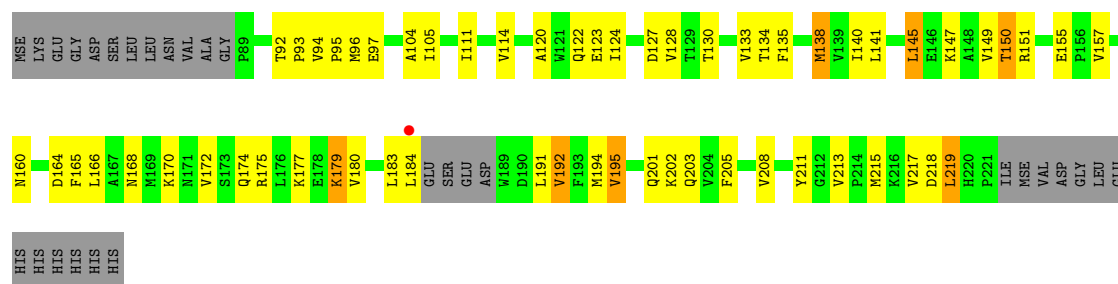 MSE LYS GLU GLY ASP SER LEU LEU ASN VAL ALA GLY P89 T92 P93 V94 P95 M96 E97 A104 I105 I111 V114 A120 W121 Q122 E123 I124 D127 V128 T129 T130 V133 T134 F135 M138 V139 I140 L141 L145 E146 K147 A148 V149 T150 R151 E155 P156 V157
N160 D164 F165 L166 A167 N168 M169 K170 N171 V172 S173 Q174 R175 L176 K177 E178 K179 V180 L183 L184 GLU SER GLU ASP W189 D190 L191 V192 F193 M194 V195 Q201 K202 Q203 V204 F205 V208 Y211 G212 V213 P214 M215 K216 V217 D218 L219 H220 P221 ILE MSE VAL ASP GLY LEU GLU
HIS HIS HIS HIS HIS HIS